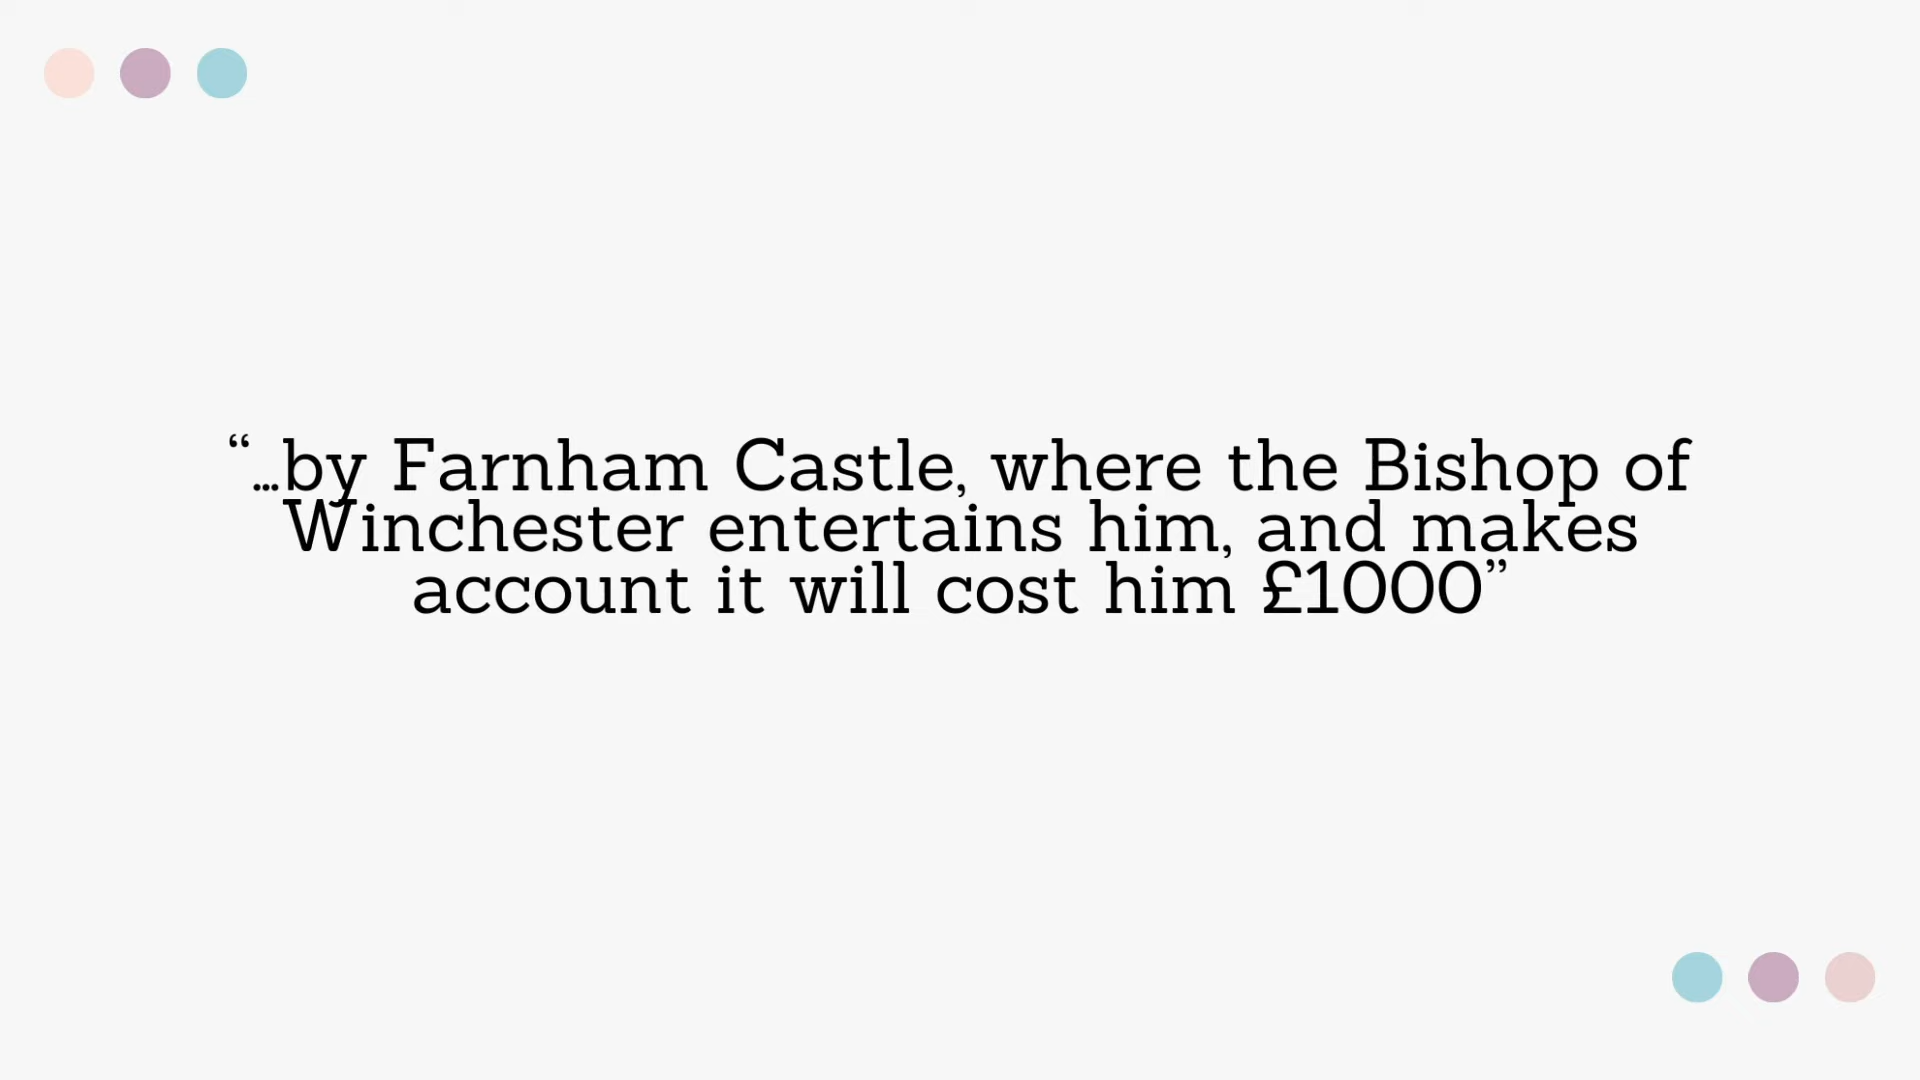 “...by Farnham Castle, where the Bishop of
Winchester entertains him, and makes
account it will cost him £1000”